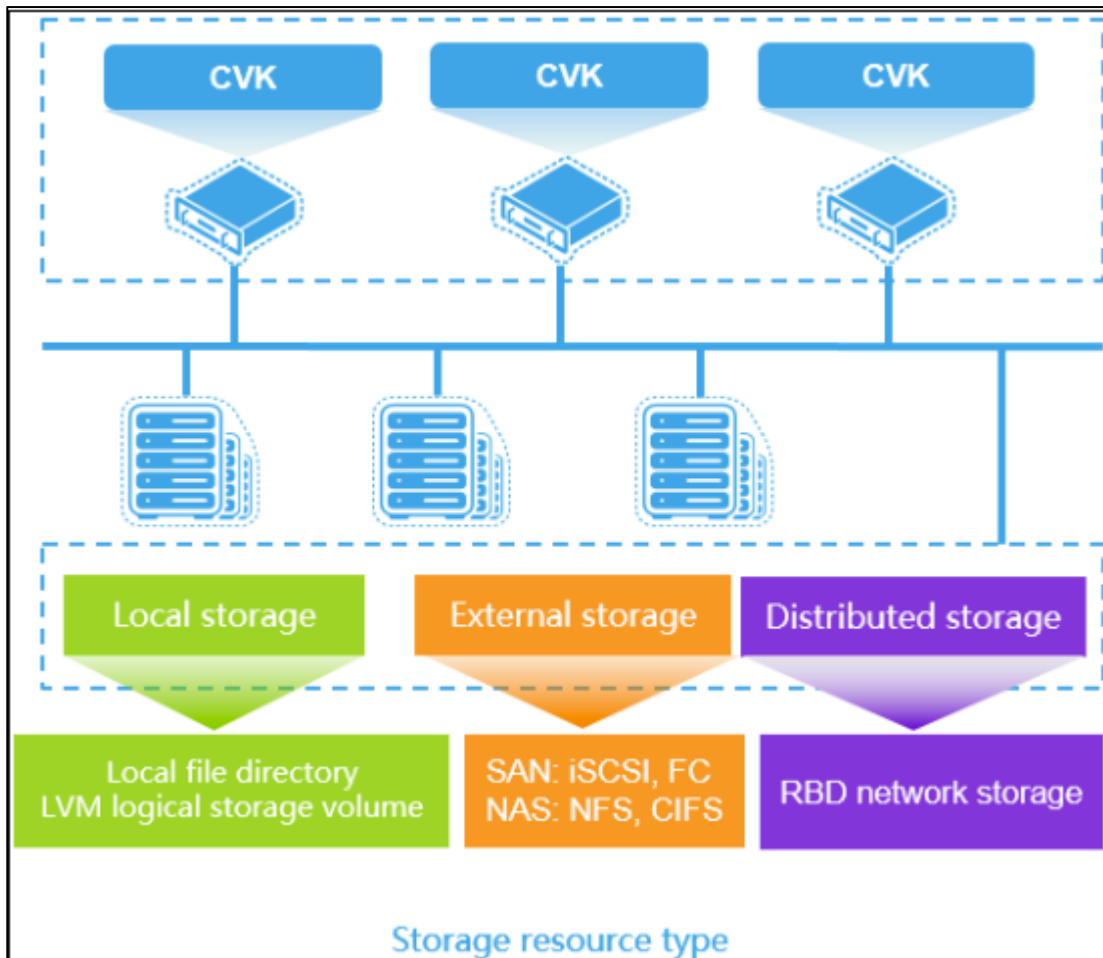 CVK
CVK
CVK
Local storage
External storage
Distributed storage
Local file directory
LVM logical storage volume
SAN: iSCSI, FC
NAS: NFS, CIFS
RBD network storage
Storage resource type